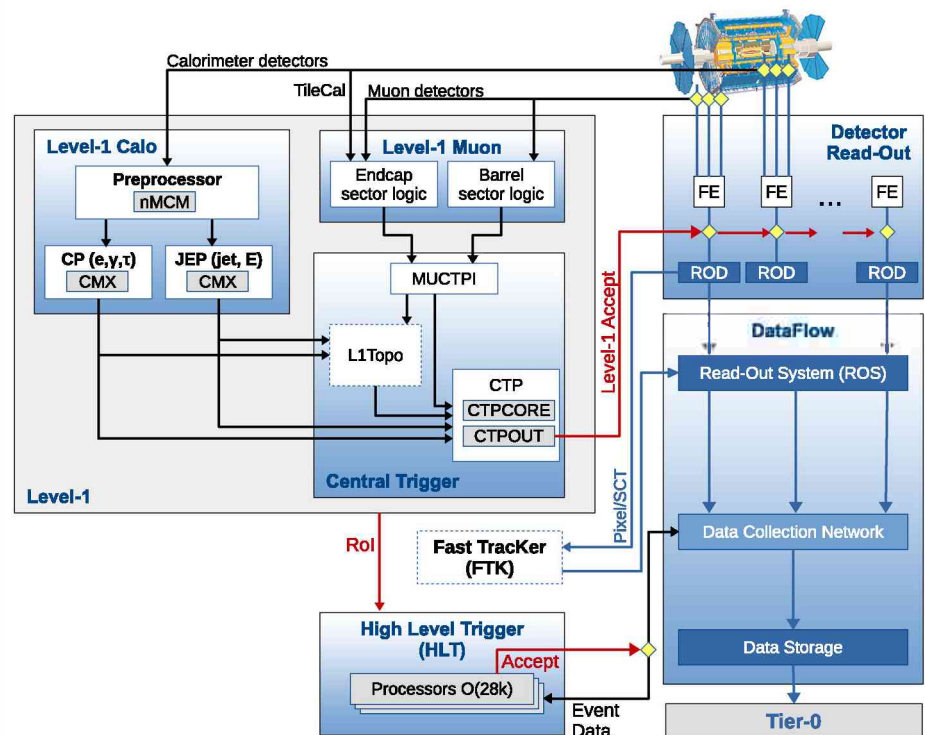 Calorimeter detectors
TileCal
Muon detectors
Level-1 Calo
Preprocessor
nMCM
CP (e,γ,τ)
CMX
JEP (jet, E)
CMX
Level-1 Muon
Endcap
sector logic
Barrel
sector logic
MUCTPI
L1Topo
CTP
CTPCORE
CTPOUT
Central Trigger
Level-1
Level-1 Accept
Detector
Read-Out
FE
FE
...
FE
ROD
ROD
ROD
DataFlow
Read-Out System (ROS)
Pixel/SCT
Data Collection Network
RoI
Fast TracKer
(FTK)
High Level Trigger
(HLT)
Accept
Processors O(28k)
Event
Data
Data Storage
Tier-0